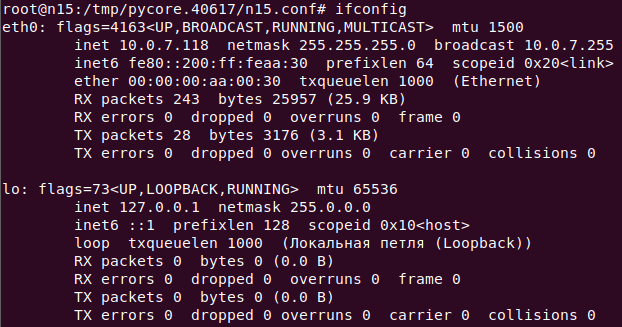 root@n15:/tmp/pycore.40617/n15.conf# ifconfig
eth0: flags=4163<UP,BROADCAST,RUNNING,MULTICAST>  mtu 1500
        inet 10.0.7.118  netmask 255.255.255.0  broadcast 10.0.7.255
        inet6 fe80::200:ff:feaa:30  prefixlen 64  scopeid 0x20<link>
        ether 00:00:00:aa:00:30  txqueuelen 1000  (Ethernet)
        RX packets 243  bytes 25957 (25.9 KB)
        RX errors 0  dropped 0  overruns 0  frame 0
        TX packets 28  bytes 3176 (3.1 KB)
        TX errors 0  dropped 0 overruns 0  carrier 0  collisions 0
lo: flags=73<UP,LOOPBACK,RUNNING>  mtu 65536
        inet 127.0.0.1  netmask 255.0.0.0
        inet6 ::1  prefixlen 128  scopeid 0x10<host>
        loop  txqueuelen 1000  (Локальная петля (Loopback))
        RX packets 0  bytes 0 (0.0 B)
        RX errors 0  dropped 0  overruns 0  frame 0
        TX packets 0  bytes 0 (0.0 B)
        TX errors 0  dropped 0 overruns 0  carrier 0  collisions 0